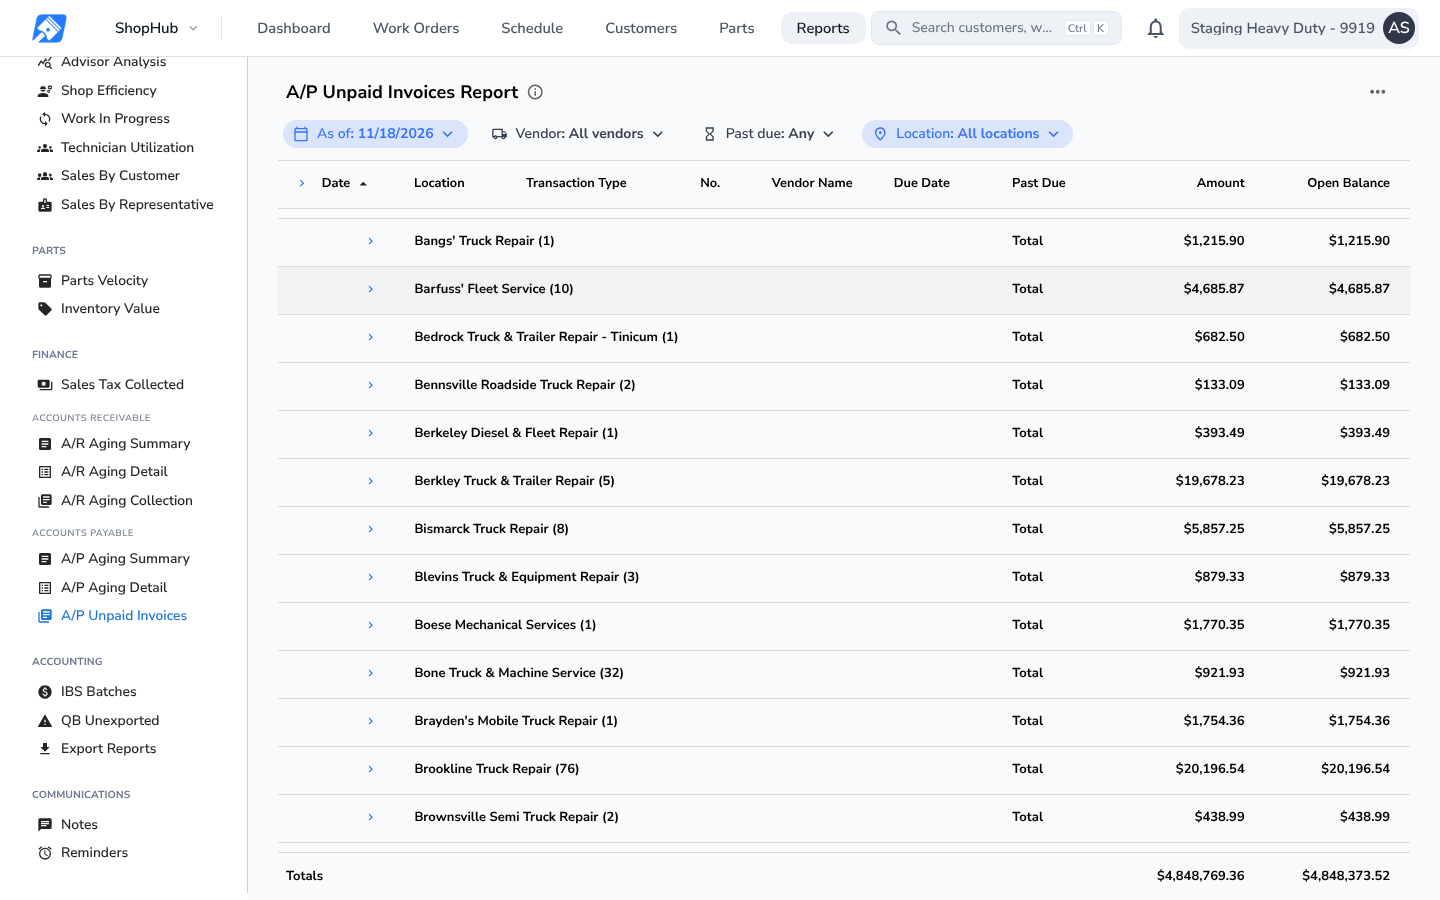 ShopHub
Dashboard
Work Orders
Schedule
Customers
Parts
Reports
Search customers, w... Ctrl K
Staging Heavy Duty - 9919 AS
Advisor Analysis
Shop Efficiency
Work In Progress
Technician Utilization
Sales By Customer
Sales By Representative
PARTS
Parts Velocity
Inventory Value
FINANCE
Sales Tax Collected
ACCOUNTS RECEIVABLE
A/R Aging Summary
A/R Aging Detail
A/R Aging Collection
ACCOUNTS PAYABLE
A/P Aging Summary
A/P Aging Detail
A/P Unpaid Invoices
ACCOUNTING
IBS Batches
QB Unexported
Export Reports
COMMUNICATIONS
Notes
Reminders
A/P Unpaid Invoices Report
As of: 11/18/2026 Vendor: All vendors Past due: Any Location: All locations
Date Location Transaction Type No. Vendor Name Due Date Past Due Amount Open Balance
Bangs' Truck Repair (1) Total $1,215.90 $1,215.90
Barfuss' Fleet Service (10) Total $4,685.87 $4,685.87
Bedrock Truck & Trailer Repair - Tinicum (1) Total $682.50 $682.50
Bennsville Roadside Truck Repair (2) Total $133.09 $133.09
Berkeley Diesel & Fleet Repair (1) Total $393.49 $393.49
Berkley Truck & Trailer Repair (5) Total $19,678.23 $19,678.23
Bismarck Truck Repair (8) Total $5,857.25 $5,857.25
Blevins Truck & Equipment Repair (3) Total $879.33 $879.33
Boese Mechanical Services (1) Total $1,770.35 $1,770.35
Bone Truck & Machine Service (32) Total $921.93 $921.93
Brayden's Mobile Truck Repair (1) Total $1,754.36 $1,754.36
Brookline Truck Repair (76) Total $20,196.54 $20,196.54
Brownsville Semi Truck Repair (2) Total $438.99 $438.99
Totals $4,848,769.36 $4,848,373.52